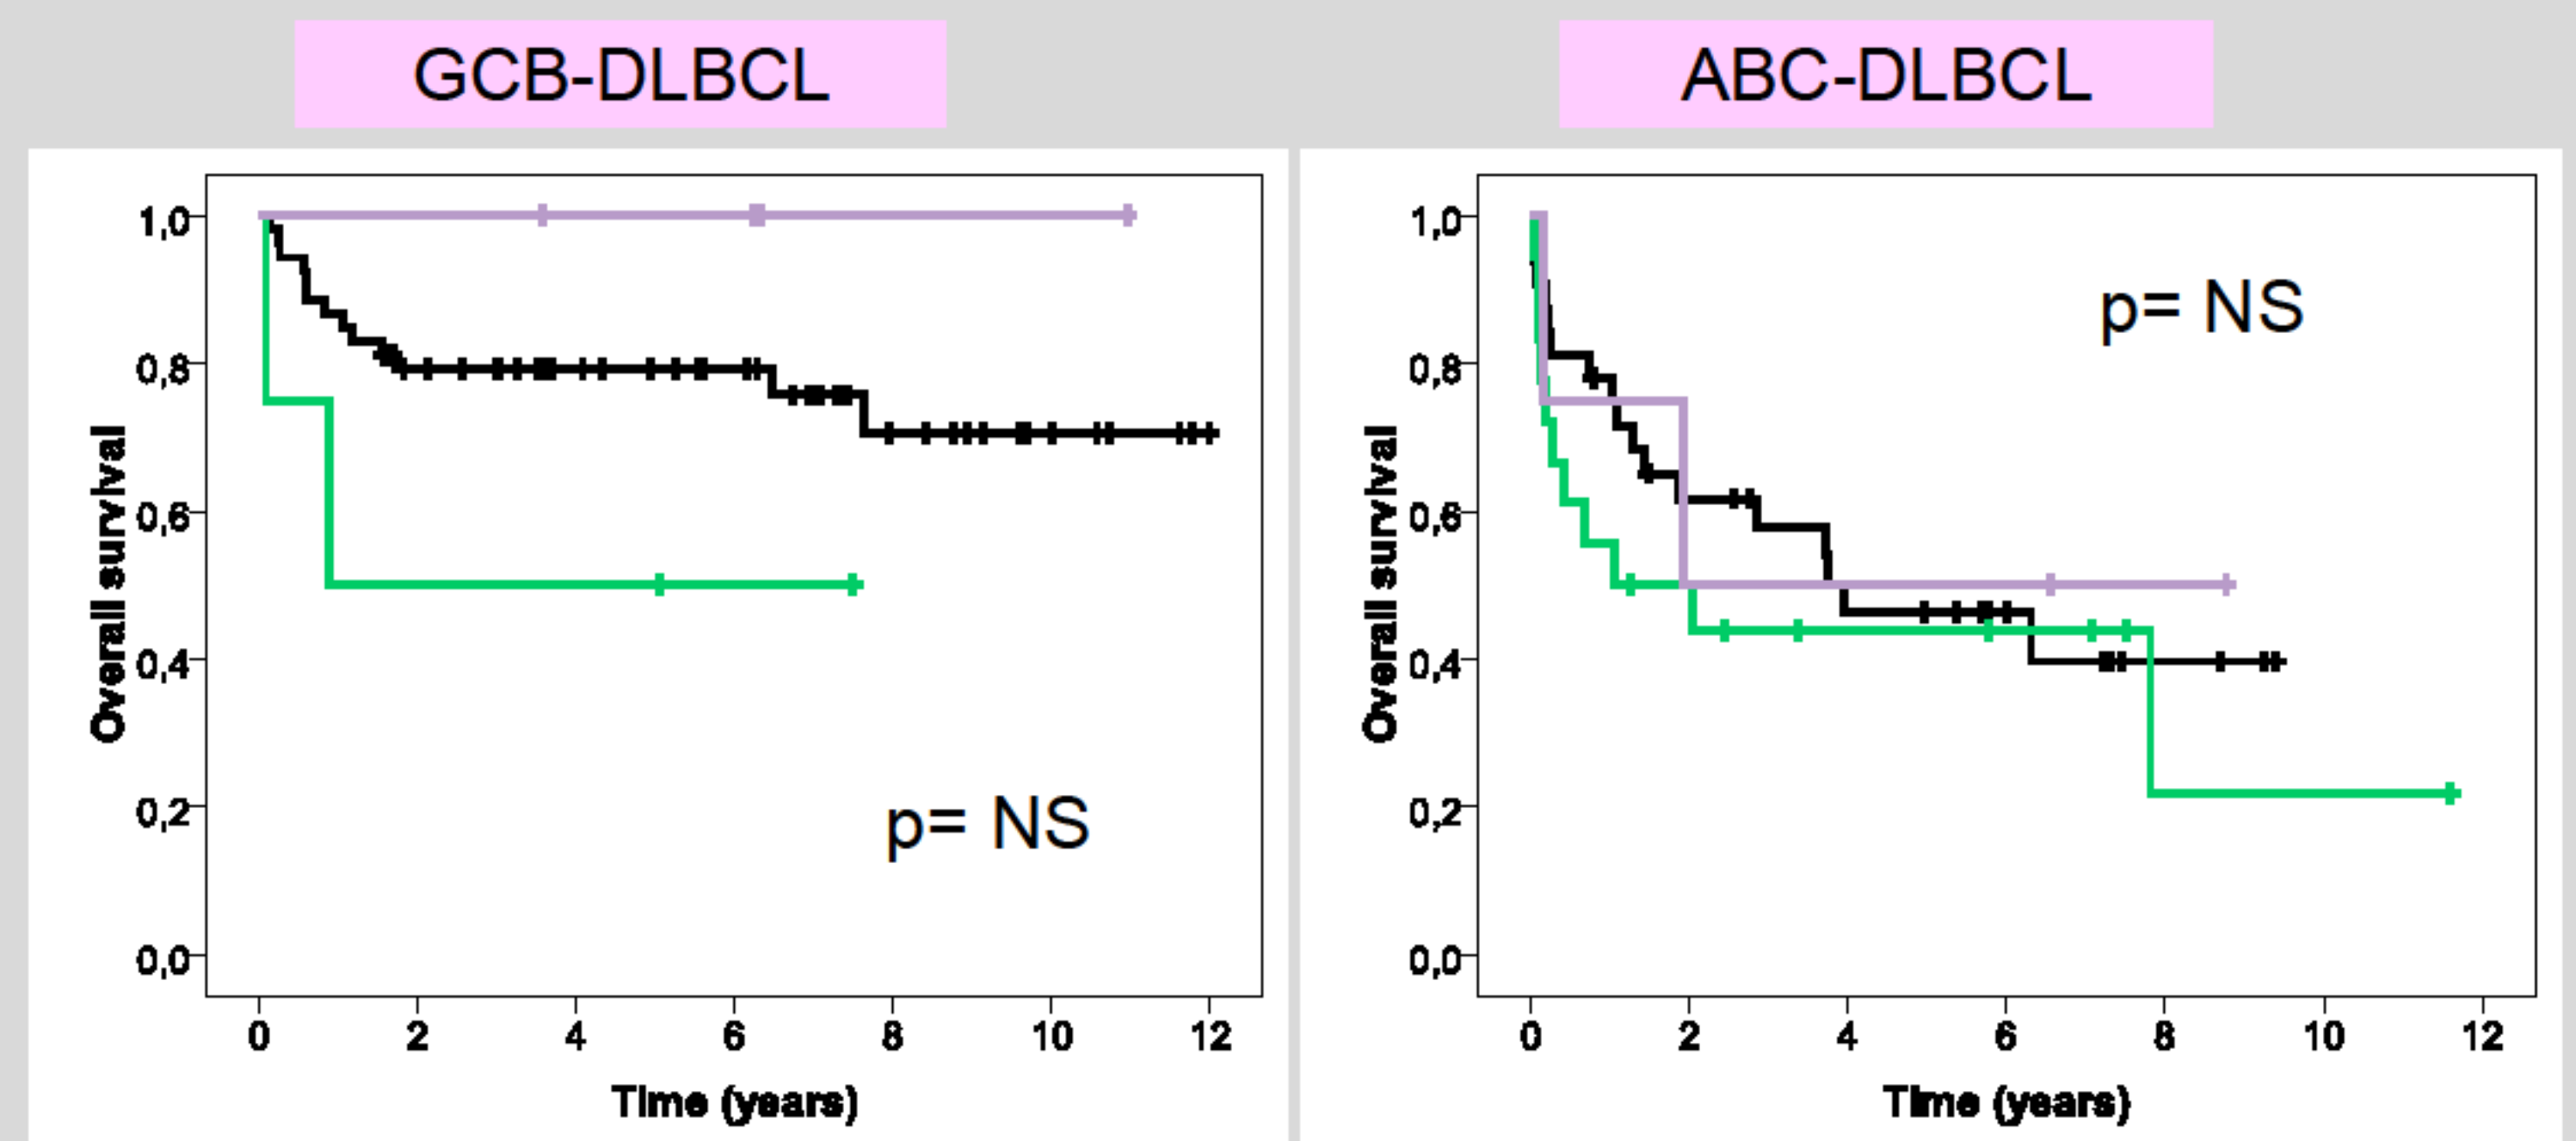 GCB-DLBCL
ABC-DLBCL
Overall survival
1,0
0,8
0,6
0,4
0,2
0,0
p= NS
0 2 4 6 8 10 12
Time (years)
Overall survival
1,0
0,8
0,6
0,4
0,2
0,0
p= NS
0 2 4 6 8 10 12
Time (years)